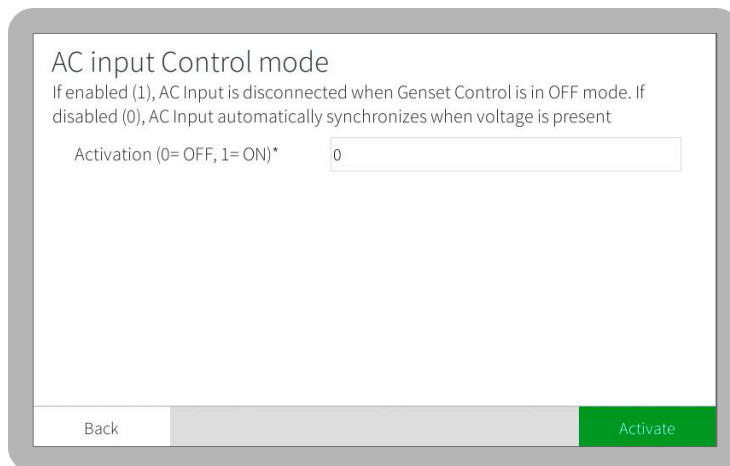 AC input Control mode
If enabled (1), AC Input is disconnected when Genset Control is in OFF mode. If
disabled (0), AC Input automatically synchronizes when voltage is present
Activation (0= OFF, 1= ON)*
0
Back
Activate